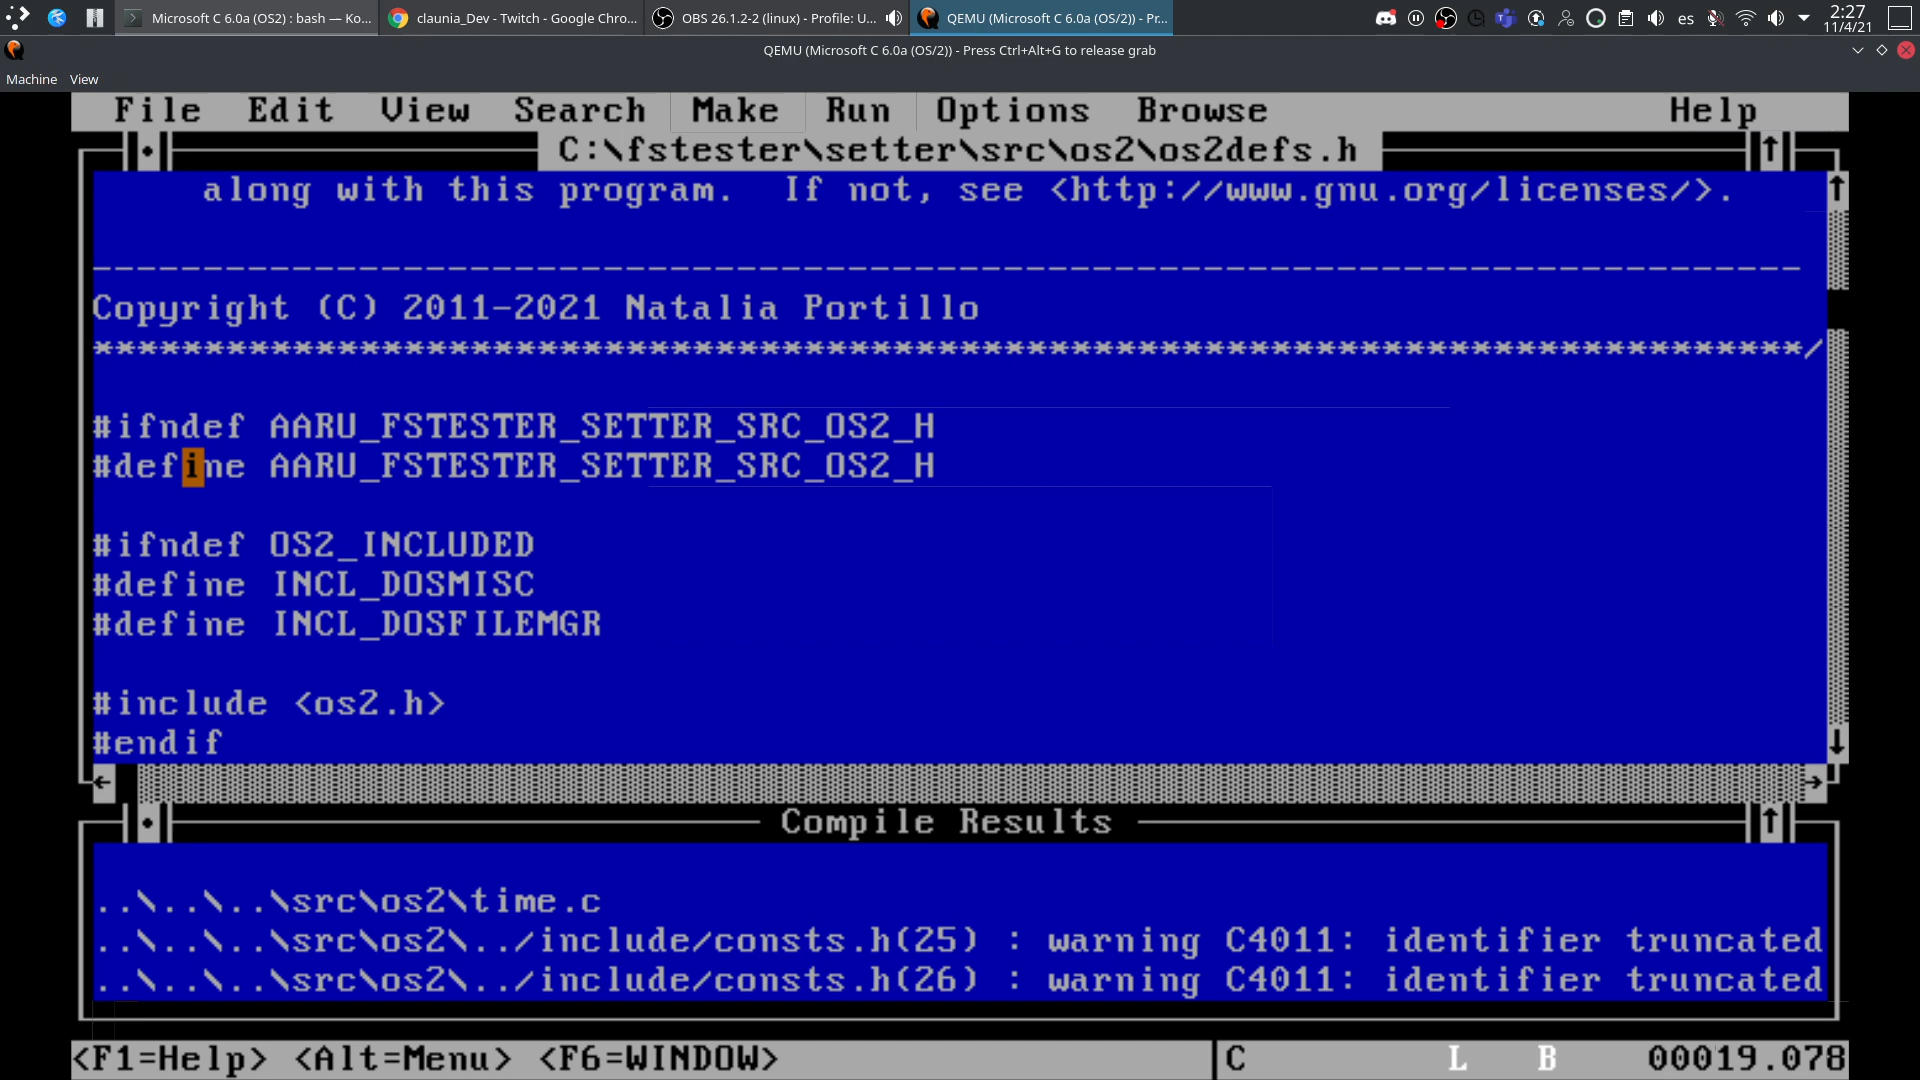 Microsoft C 6.0a (OS2) : bash — Ko...
claunia_Dev - Twitch - Google Chro...
OBS 26.1.2-2 (linux) - Profile: U...
QEMU (Microsoft C 6.0a (OS/2)) - Pr...
es
2:27
11/4/21
QEMU (Microsoft C 6.0a (OS/2)) - Press Ctrl+Alt+G to release grab
Machine View
File Edit View Search Make Run Options Browse Help
C:\fstester\setter\src\os2\os2defs.h
along with this program.  If not, see <http://www.gnu.org/licenses/>.
-----------------------------------------------------------------------------
Copyright (C) 2011-2021 Natalia Portillo
*****************************************************************************/
#ifndef AARU_FSTESTER_SETTER_SRC_OS2_H
#define AARU_FSTESTER_SETTER_SRC_OS2_H
#ifndef OS2_INCLUDED
#define INCL_DOSMISC
#define INCL_DOSFILEMGR
#include <os2.h>
#endif
Compile Results
..\..\..\src\os2\time.c
..\..\..\src\os2\../include/consts.h(25) : warning C4011: identifier truncated
..\..\..\src\os2\../include/consts.h(26) : warning C4011: identifier truncated
<F1=Help> <Alt=Menu> <F6=WINDOW> C L B 00019.078